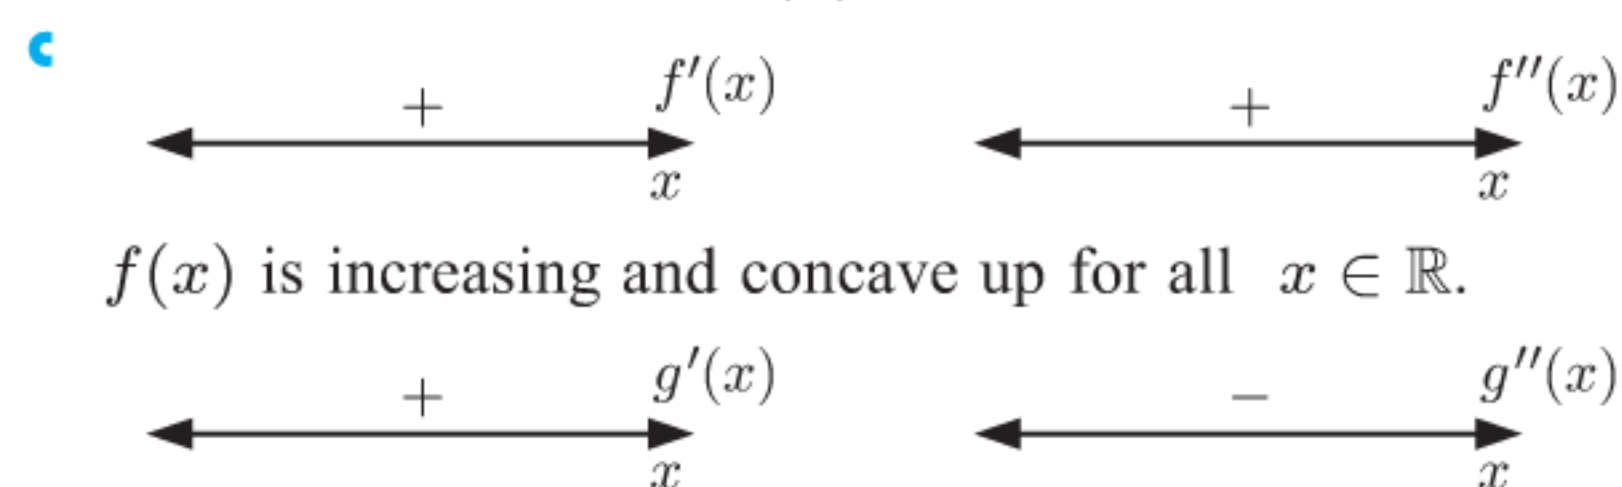 c
+ f′(x) + f″(x)
x x
f(x) is increasing and concave up for all x ∈ ℝ.
+ g′(x) − g″(x)
x x